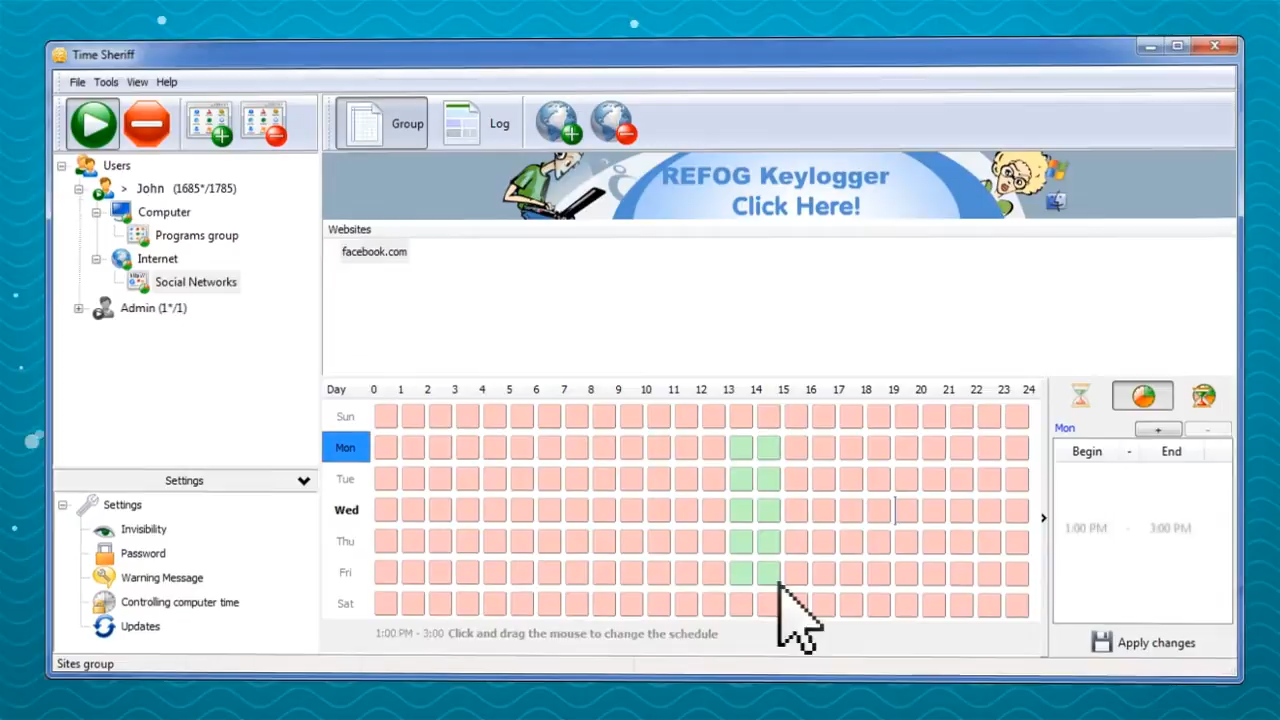 Time Sheriff
File Tools View Help
Group Log
Users
> John (1685*/1785)
Computer
Programs group
Internet
Social Networks
Admin (1*/1)
REFOG Keylogger
Click Here!
Websites
facebook.com
Day 0 1 2 3 4 5 6 7 8 9 10 11 12 13 14 15 16 17 18 19 20 21 22 23 24
Sun
Mon
Tue
Wed
Thu
Fri
Sat
1:00 PM - 3:00 Click and drag the mouse to change the schedule
Mon + -
Begin - End
1:00 PM - 3:00 PM
Apply changes
Settings
Settings
Invisibility
Password
Warning Message
Controlling computer time
Updates
Sites group